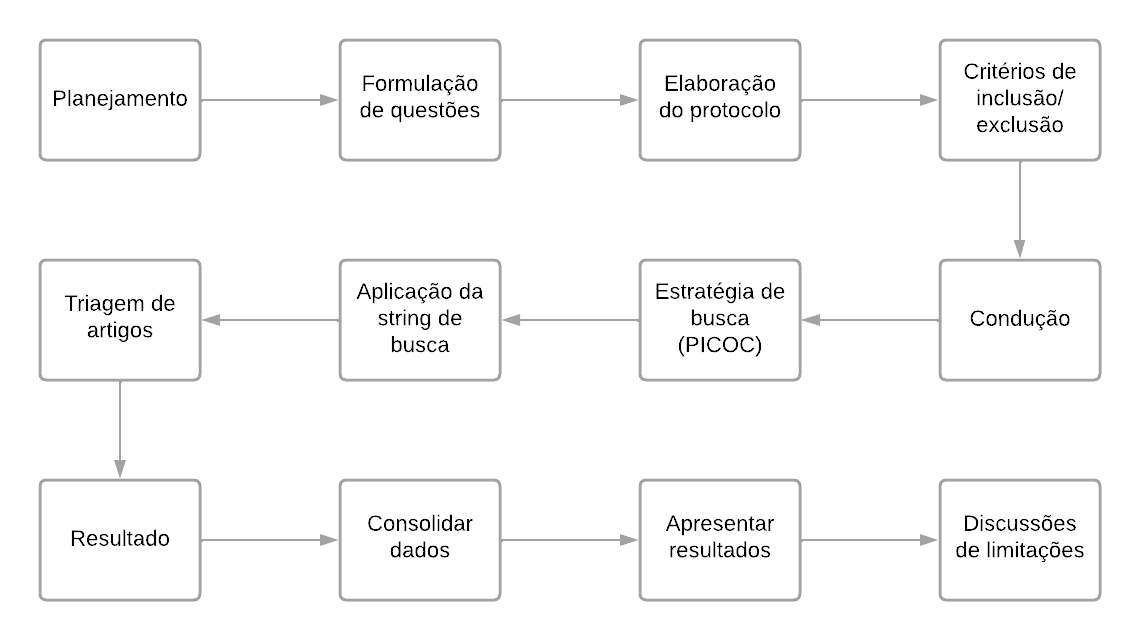 Planejamento
Formulação
de questões
Elaboração
do protocolo
Critérios de
inclusão/
exclusão
Triagem de
artigos
Aplicação da
string de
busca
Estratégia de
busca
(PICOC)
Condução
Resultado
Consolidar
dados
Apresentar
resultados
Discussões
de limitações